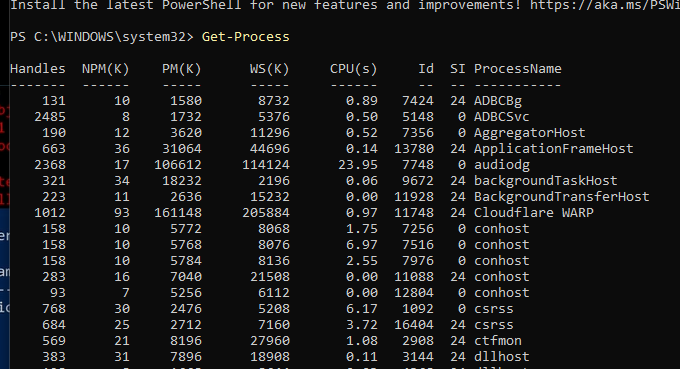 Install the latest PowerShell for new features and improvements! https://aka.ms/PSWi
PS C:\WINDOWS\system32> Get-Process
Handles NPM(K) PM(K) WS(K) CPU(s) Id SI ProcessName
------- ------ ----- ----- ------ -- -- -----------
131 10 1580 8732 0.89 7424 24 ADBCBg
2485 8 1732 5376 0.50 5148 0 ADBCSvc
190 12 3620 11296 0.52 7356 0 AggregatorHost
663 36 31064 44696 0.14 13780 24 ApplicationFrameHost
2368 17 106612 114124 23.95 7748 0 audiodg
321 34 18232 2196 0.06 9672 24 backgroundTaskHost
223 11 2636 15232 0.00 11928 24 BackgroundTransferHost
1012 93 161148 205884 0.97 11748 24 Cloudflare WARP
158 10 5772 8068 1.75 7256 0 conhost
158 10 5768 8076 6.97 7516 0 conhost
158 10 5784 8136 2.55 7976 0 conhost
283 16 7040 21508 0.00 11088 24 conhost
93 7 5256 6112 0.00 12804 0 conhost
768 30 2476 5208 6.17 1092 0 csrss
684 25 2712 7160 3.72 16404 24 csrss
569 21 8196 27960 1.08 2908 24 ctfmon
383 31 7896 18908 0.11 3144 24 dllhost